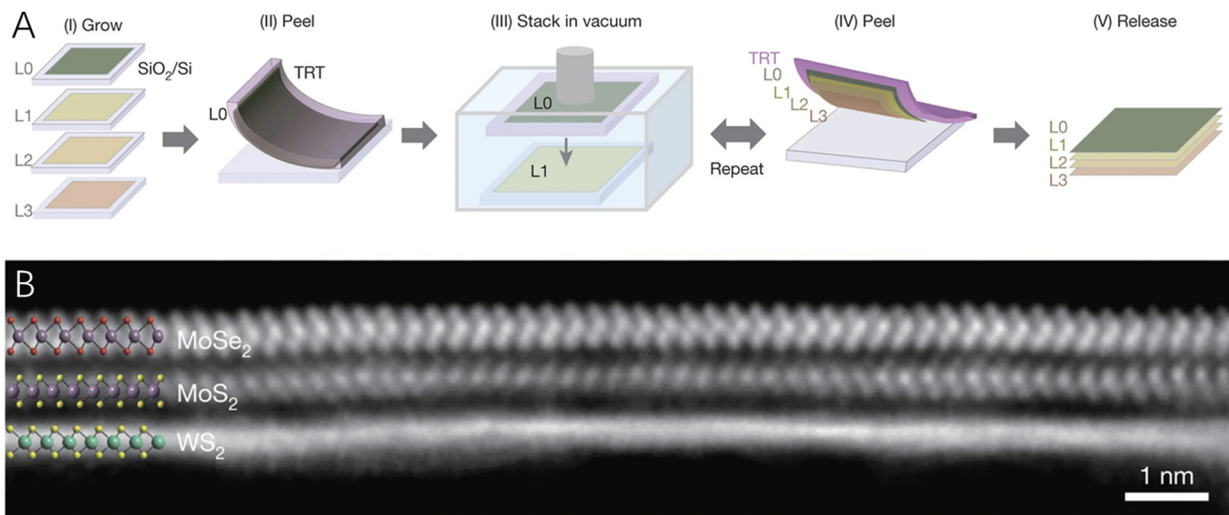 A
(I) Grow
(II) Peel
(III) Stack in vacuum
(IV) Peel
(V) Release
L0
SiO2/Si
L1
L2
L3
TRT
L0
L0
L1
Repeat
TRT
L0
L1
L2
L3
L0
L1
L2
L3
B
MoSe2
MoS2
WS2
1 nm